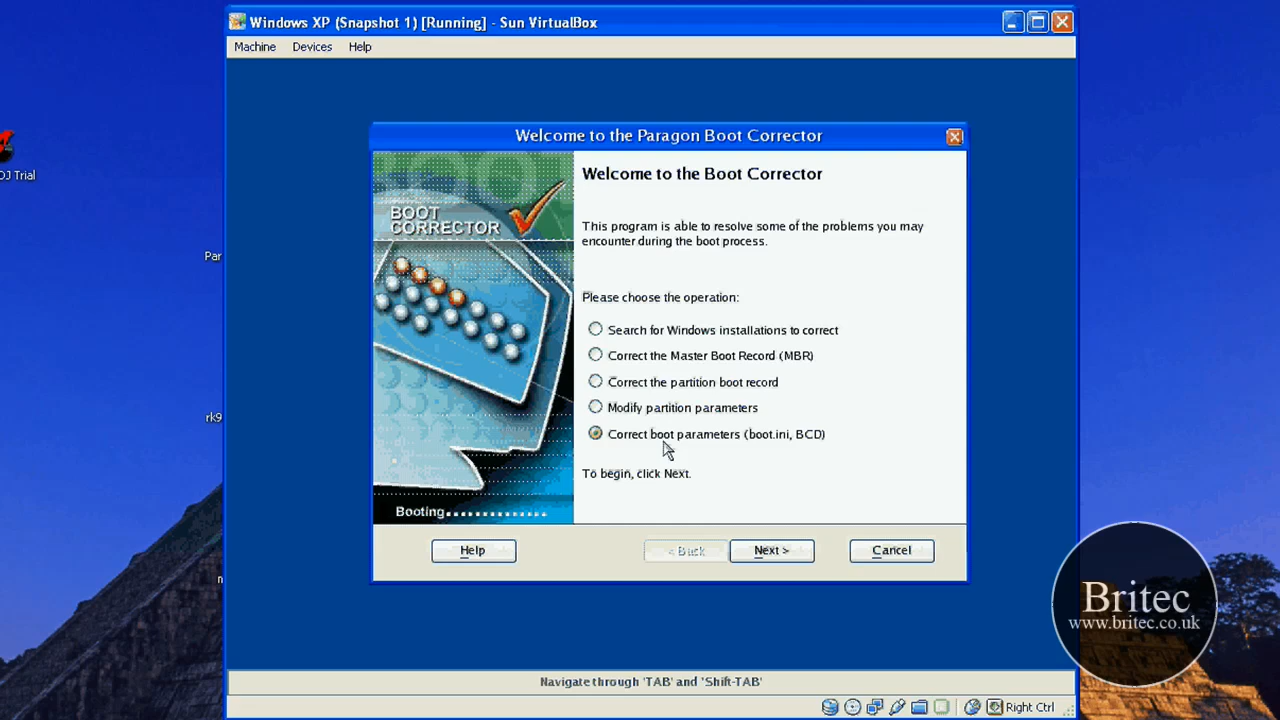 Windows XP (Snapshot 1) [Running] - Sun VirtualBox
Machine Devices Help
OJ Trial
Par
rk9
n
Welcome to the Paragon Boot Corrector
BOOT
CORRECTOR
Booting..............
Welcome to the Boot Corrector
This program is able to resolve some of the problems you may
encounter during the boot process.
Please choose the operation:
Search for Windows installations to correct
Correct the Master Boot Record (MBR)
Correct the partition boot record
Modify partition parameters
Correct boot parameters (boot.ini, BCD)
To begin, click Next.
Help < Back Next > Cancel
Britec
www.britec.co.uk
Navigate through 'TAB' and 'Shift-TAB'
Right Ctrl